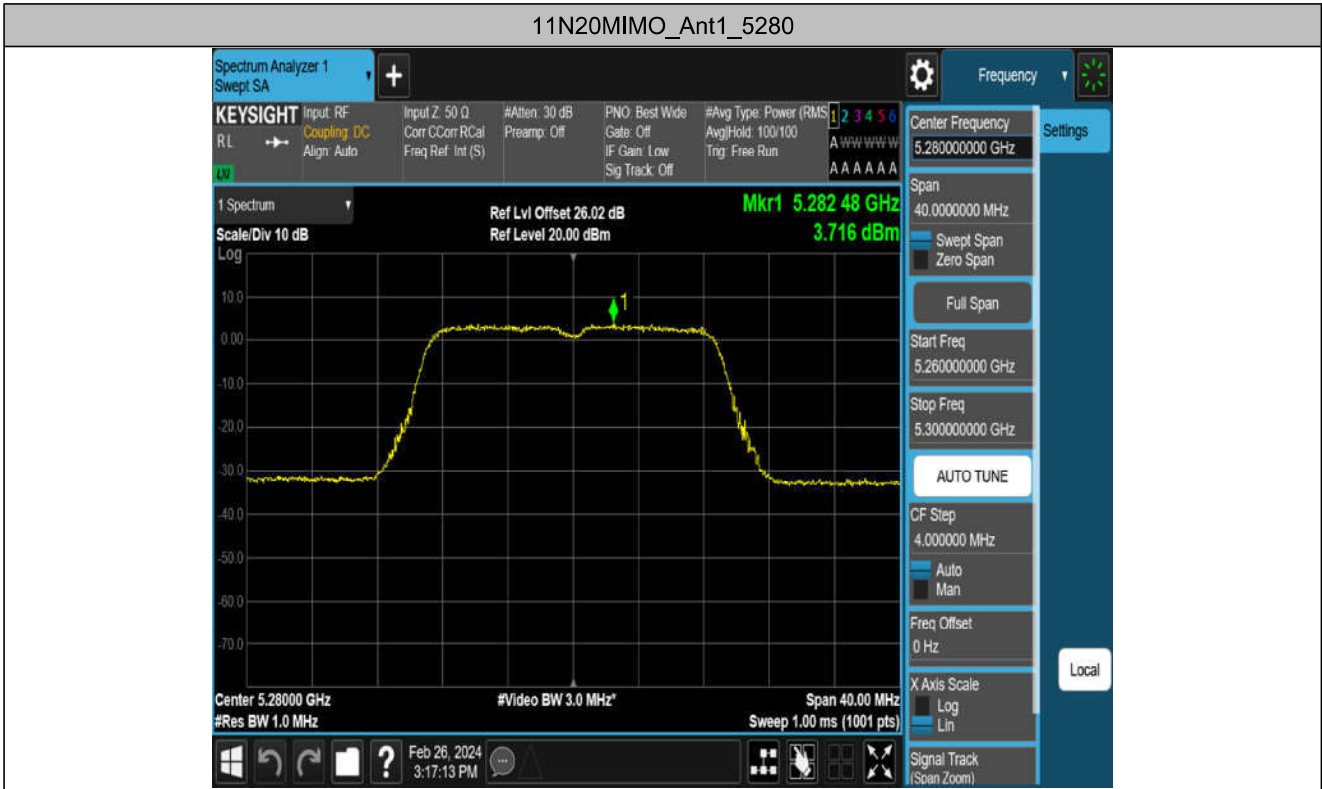 11N20MIMO_Ant1_5280
Spectrum Analyzer 1
Swept SA
Frequency
KEYSIGHT
RL
LXI
Input: RF
Coupling: DC
Align: Auto
Input Z: 50 Ω
Corr CCorr RCal
Freq Ref: Int (S)
#Atten: 30 dB
Preamp: Off
PNO: Best Wide
Gate: Off
IF Gain: Low
Sig Track: Off
#Avg Type: Power (RMS
Avg|Hold: 100/100
Trig: Free Run
1 2 3 4 5 6
A W W W W W
A A A A A A
1 Spectrum
Scale/Div 10 dB
Log
Ref Lvl Offset 26.02 dB
Ref Level 20.00 dBm
Mkr1 5.282 48 GHz
3.716 dBm
1
10.0
0.00
-10.0
-20.0
-30.0
-40.0
-50.0
-60.0
-70.0
Center 5.28000 GHz
#Video BW 3.0 MHz*
Span 40.00 MHz
#Res BW 1.0 MHz
Sweep 1.00 ms (1001 pts)
Feb 26, 2024
3:17:13 PM
Center Frequency
5.280000000 GHz
Settings
Span
40.0000000 MHz
Swept Span
Zero Span
Full Span
Start Freq
5.260000000 GHz
Stop Freq
5.300000000 GHz
AUTO TUNE
CF Step
4.000000 MHz
Auto
Man
Freq Offset
0 Hz
X Axis Scale
Log
Lin
Local
Signal Track
(Span Zoom)